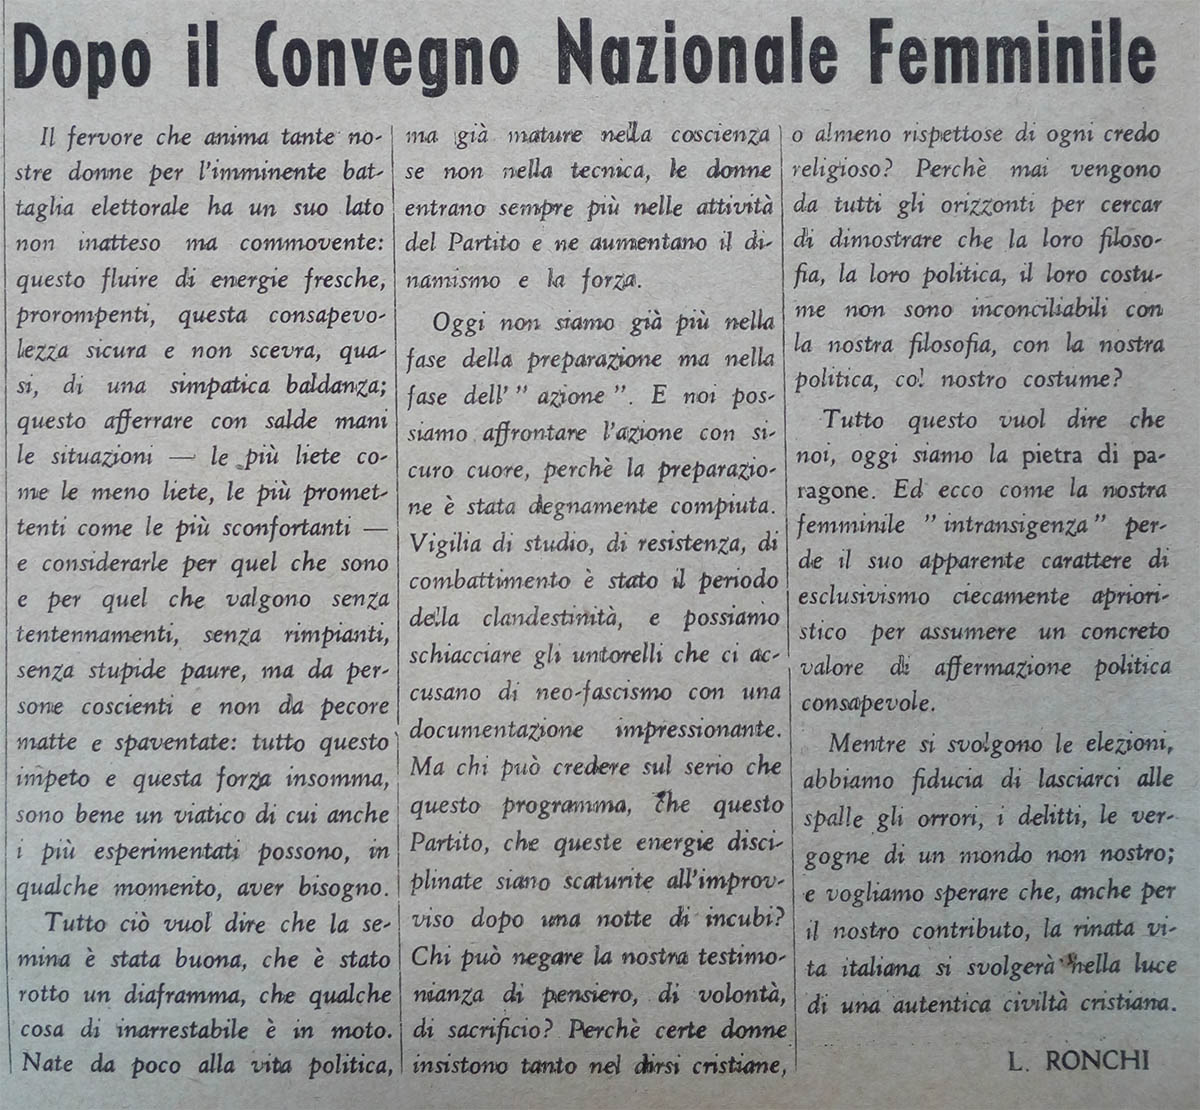 Dopo il Convegno Nazionale Femminile
Il fervore che anima tante no-
stre donne per l'imminente bat-
taglia elettorale ha un suo lato
non inatteso ma commovente:
questo fluire di energie fresche,
prorompenti, questa consapevo-
lezza sicura e non scevra, qua-
si, di una simpatica baldanza;
questo afferrare con salde mani
le situazioni — le più liete co-
me le meno liete, le più promet-
tenti come le più sconfortanti —
e considerarle per quel che sono
e per quel che valgono senza
tentennamenti, senza rimpianti,
senza stupide paure, ma da per-
sone coscienti e non da pecore
matte e spaventate: tutto questo
impeto e questa forza insomma,
sono bene un viatico di cui anche
i più esperimentati possono, in
qualche momento, aver bisogno.
Tutto ciò vuol dire che la se-
mina è stata buona, che è stato
rotto un diaframma, che qualche
cosa di inarrestabile è in moto.
Nate da poco alla vita politica,
ma già mature nella coscienza
se non nella tecnica, le donne
entrano sempre più nelle attività
del Partito e ne aumentano il di-
namismo e la forza.
Oggi non siamo già più nella
fase della preparazione ma nella
fase dell'" azione ". E noi pos-
siamo affrontare l'azione con si-
curo cuore, perchè la preparazio-
ne è stata degnamente compiuta.
Vigilia di studio, di resistenza, di
combattimento è stato il periodo
della clandestinità, e possiamo
schiacciare gli untorelli che ci ac-
cusano di neo-fascismo con una
documentazione impressionante.
Ma chi può credere sul serio che
questo programma, che questo
Partito, che queste energie disci-
plinate siano scaturite all'improv-
viso dopo una notte di incubi?
Chi può negare la nostra testimo-
nianza di pensiero, di volontà,
di sacrificio? Perchè certe donne
insistono tanto nel dirsi cristiane,
o almeno rispettose di ogni credo
religioso? Perchè mai vengono
da tutti gli orizzonti per cercar
di dimostrare che la loro filoso-
fia, la loro politica, il loro costu-
me non sono inconciliabili con
la nostra filosofia, con la nostra
politica, col nostro costume?
Tutto questo vuol dire che
noi, oggi siamo la pietra di pa-
ragone. Ed ecco come la nostra
femminile " intransigenza " per-
de il suo apparente carattere di
esclusivismo ciecamente apriori-
stico per assumere un concreto
valore di affermazione politica
consapevole.
Mentre si svolgono le elezioni,
abbiamo fiducia di lasciarci alle
spalle gli orrori, i delitti, le ver-
gogne di un mondo non nostro;
e vogliamo sperare che, anche per
il nostro contributo, la rinata vi-
ta italiana si svolgerà nella luce
di una autentica civiltà cristiana.
L. RONCHI